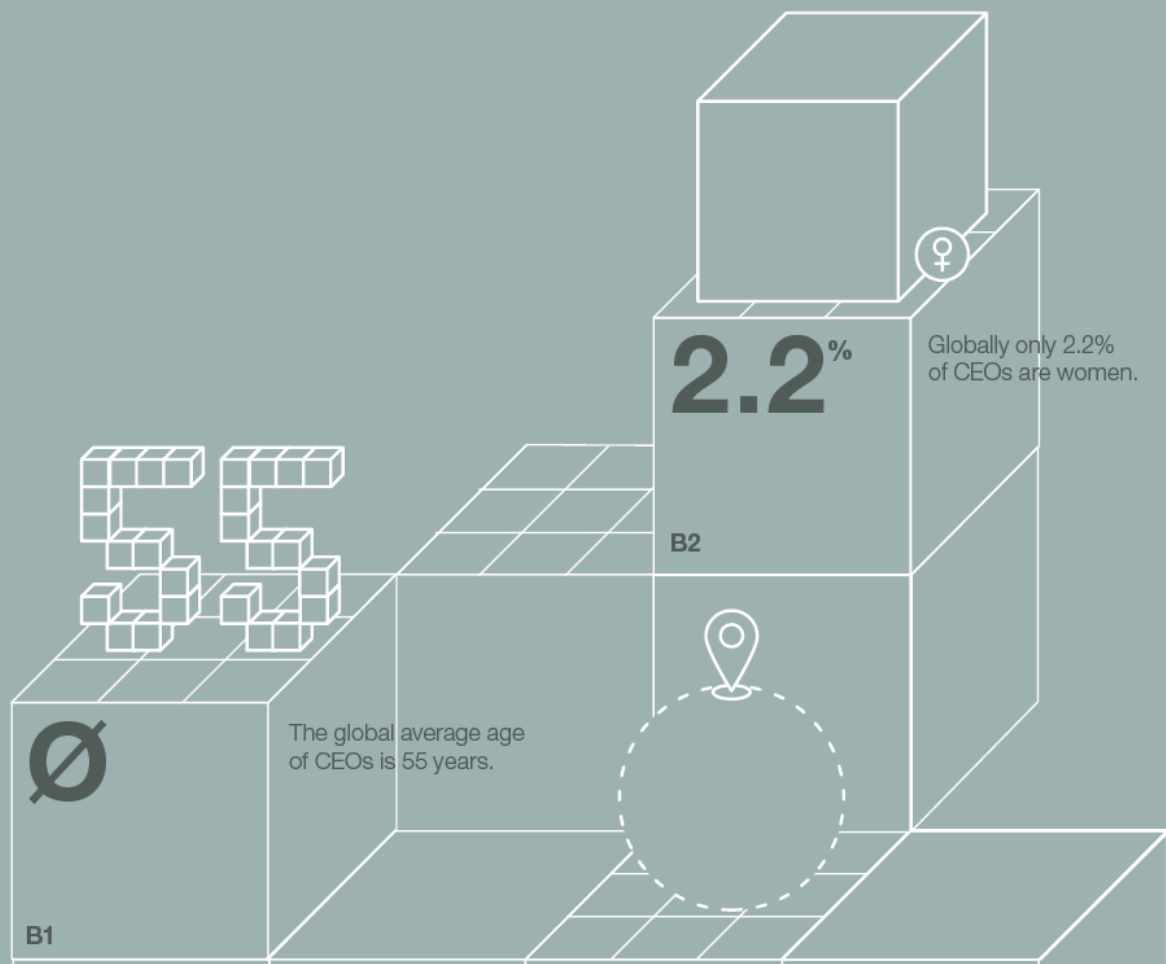 2.2%
Globally only 2.2%
of CEOs are women.
B2
55
Ø
The global average age
of CEOs is 55 years.
B1